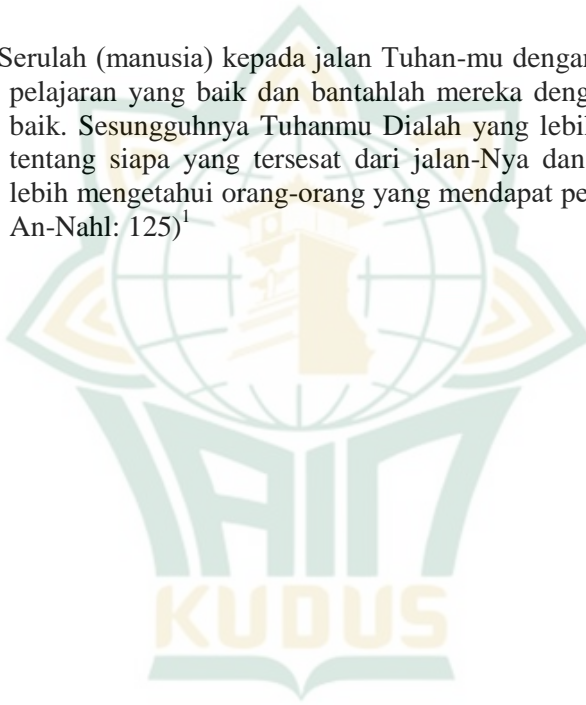 Serulah (manusia) kepada jalan Tuhan-mu dengan
pelajaran yang baik dan bantahlah mereka deng
baik. Sesungguhnya Tuhanmu Dialah yang lebih
tentang siapa yang tersesat dari jalan-Nya dan
lebih mengetahui orang-orang yang mendapat pe
An-Nahl: 125)¹
IAIN
KUDUS